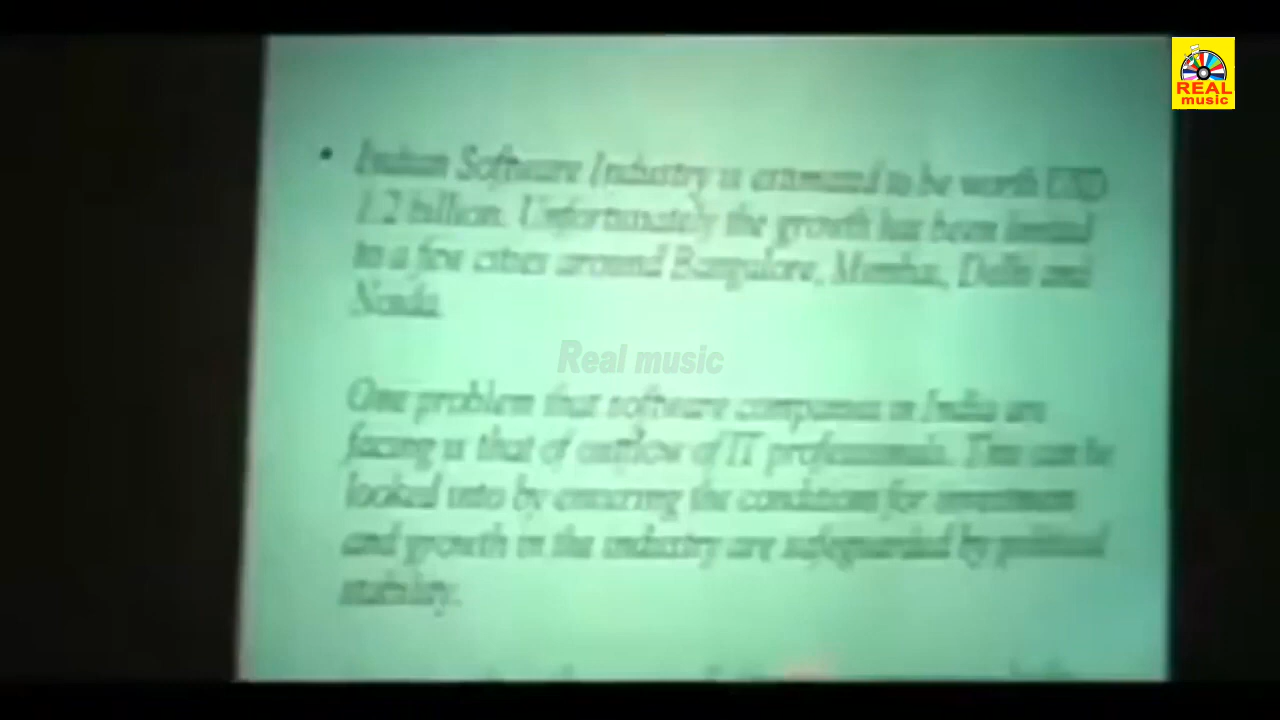 REAL
music
• Indian Software Industry is estimated to be worth USD
1.2 billion. Unfortunately the growth has been limited
to a few cities around Bangalore, Mumbai, Delhi and
Noida.
Real music
One problem that software companies in India are
facing is that of outflow of IT professionals. This can be
looked into by ensuring the conditions for investment
and growth in the industry are safeguarded by political
stability.